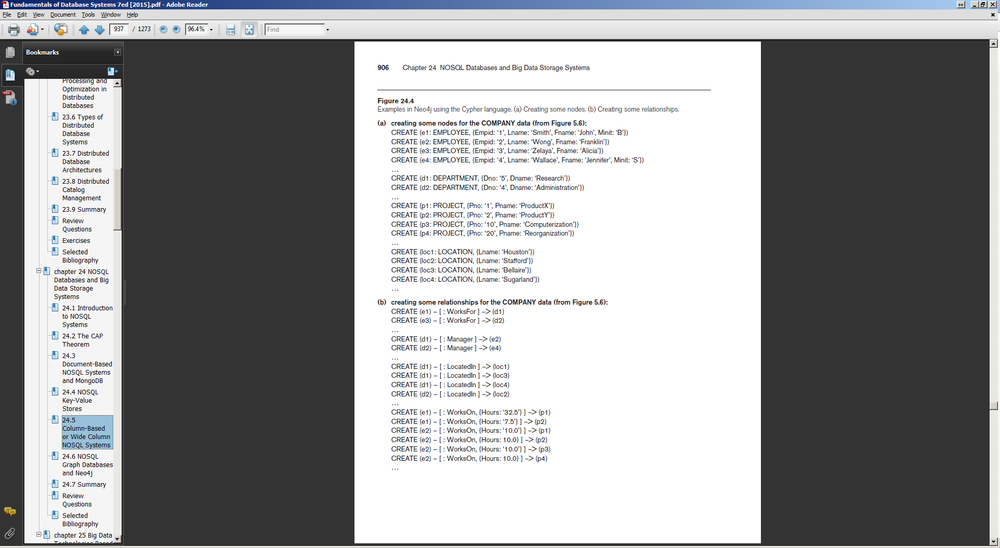 Fundamentals of Database Systems 7ed [2015].pdf - Adobe Reader
File Edit View Document Tools Window Help
937 / 1273 96.4% Find
Bookmarks
Processing and
Optimization in
Distributed
Databases
23.6 Types of
Distributed
Database
Systems
23.7 Distributed
Database
Architectures
23.8 Distributed
Catalog
Management
23.9 Summary
Review
Questions
Exercises
Selected
Bibliography
chapter 24 NOSQL
Databases and Big
Data Storage
Systems
24.1 Introduction
to NOSQL
Systems
24.2 The CAP
Theorem
24.3
Document-Based
NOSQL Systems
and MongoDB
24.4 NOSQL
Key-Value
Stores
24.5
Column-Based
or Wide Column
NOSQL Systems
24.6 NOSQL
Graph Databases
and Neo4j
24.7 Summary
Review
Questions
Selected
Bibliography
chapter 25 Big Data
Technologies Based
906 Chapter 24 NOSQL Databases and Big Data Storage Systems
Figure 24.4
Examples in Neo4j using the Cypher language. (a) Creating some nodes. (b) Creating some relationships.
(a) creating some nodes for the COMPANY data (from Figure 5.6):
CREATE (e1: EMPLOYEE, {Empid: ‘1’, Lname: ‘Smith’, Fname: ‘John’, Minit: ‘B’})
CREATE (e2: EMPLOYEE, {Empid: ‘2’, Lname: ‘Wong’, Fname: ‘Franklin’})
CREATE (e3: EMPLOYEE, {Empid: ‘3’, Lname: ‘Zelaya’, Fname: ‘Alicia’})
CREATE (e4: EMPLOYEE, {Empid: ‘4’, Lname: ‘Wallace’, Fname: ‘Jennifer’, Minit: ‘S’})
…
CREATE (d1: DEPARTMENT, {Dno: ‘5’, Dname: ‘Research’})
CREATE (d2: DEPARTMENT, {Dno: ‘4’, Dname: ‘Administration’})
…
CREATE (p1: PROJECT, {Pno: ‘1’, Pname: ‘ProductX’})
CREATE (p2: PROJECT, {Pno: ‘2’, Pname: ‘ProductY’})
CREATE (p3: PROJECT, {Pno: ‘10’, Pname: ‘Computerization’})
CREATE (p4: PROJECT, {Pno: ‘20’, Pname: ‘Reorganization’})
…
CREATE (loc1: LOCATION, {Lname: ‘Houston’})
CREATE (loc2: LOCATION, {Lname: ‘Stafford’})
CREATE (loc3: LOCATION, {Lname: ‘Bellaire’})
CREATE (loc4: LOCATION, {Lname: ‘Sugarland’})
…
(b) creating some relationships for the COMPANY data (from Figure 5.6):
CREATE (e1) – [ : WorksFor ] –> (d1)
CREATE (e3) – [ : WorksFor ] –> (d2)
…
CREATE (d1) – [ : Manager ] –> (e2)
CREATE (d2) – [ : Manager ] –> (e4)
…
CREATE (d1) – [ : LocatedIn ] –> (loc1)
CREATE (d1) – [ : LocatedIn ] –> (loc3)
CREATE (d1) – [ : LocatedIn ] –> (loc4)
CREATE (d2) – [ : LocatedIn ] –> (loc2)
…
CREATE (e1) – [ : WorksOn, {Hours: ‘32.5’} ] –> (p1)
CREATE (e1) – [ : WorksOn, {Hours: ‘7.5’} ] –> (p2)
CREATE (e2) – [ : WorksOn, {Hours: ‘10.0’} ] –> (p1)
CREATE (e2) – [ : WorksOn, {Hours: 10.0} ] –> (p2)
CREATE (e2) – [ : WorksOn, {Hours: ‘10.0’} ] –> (p3)
CREATE (e2) – [ : WorksOn, {Hours: 10.0} ] –> (p4)
…